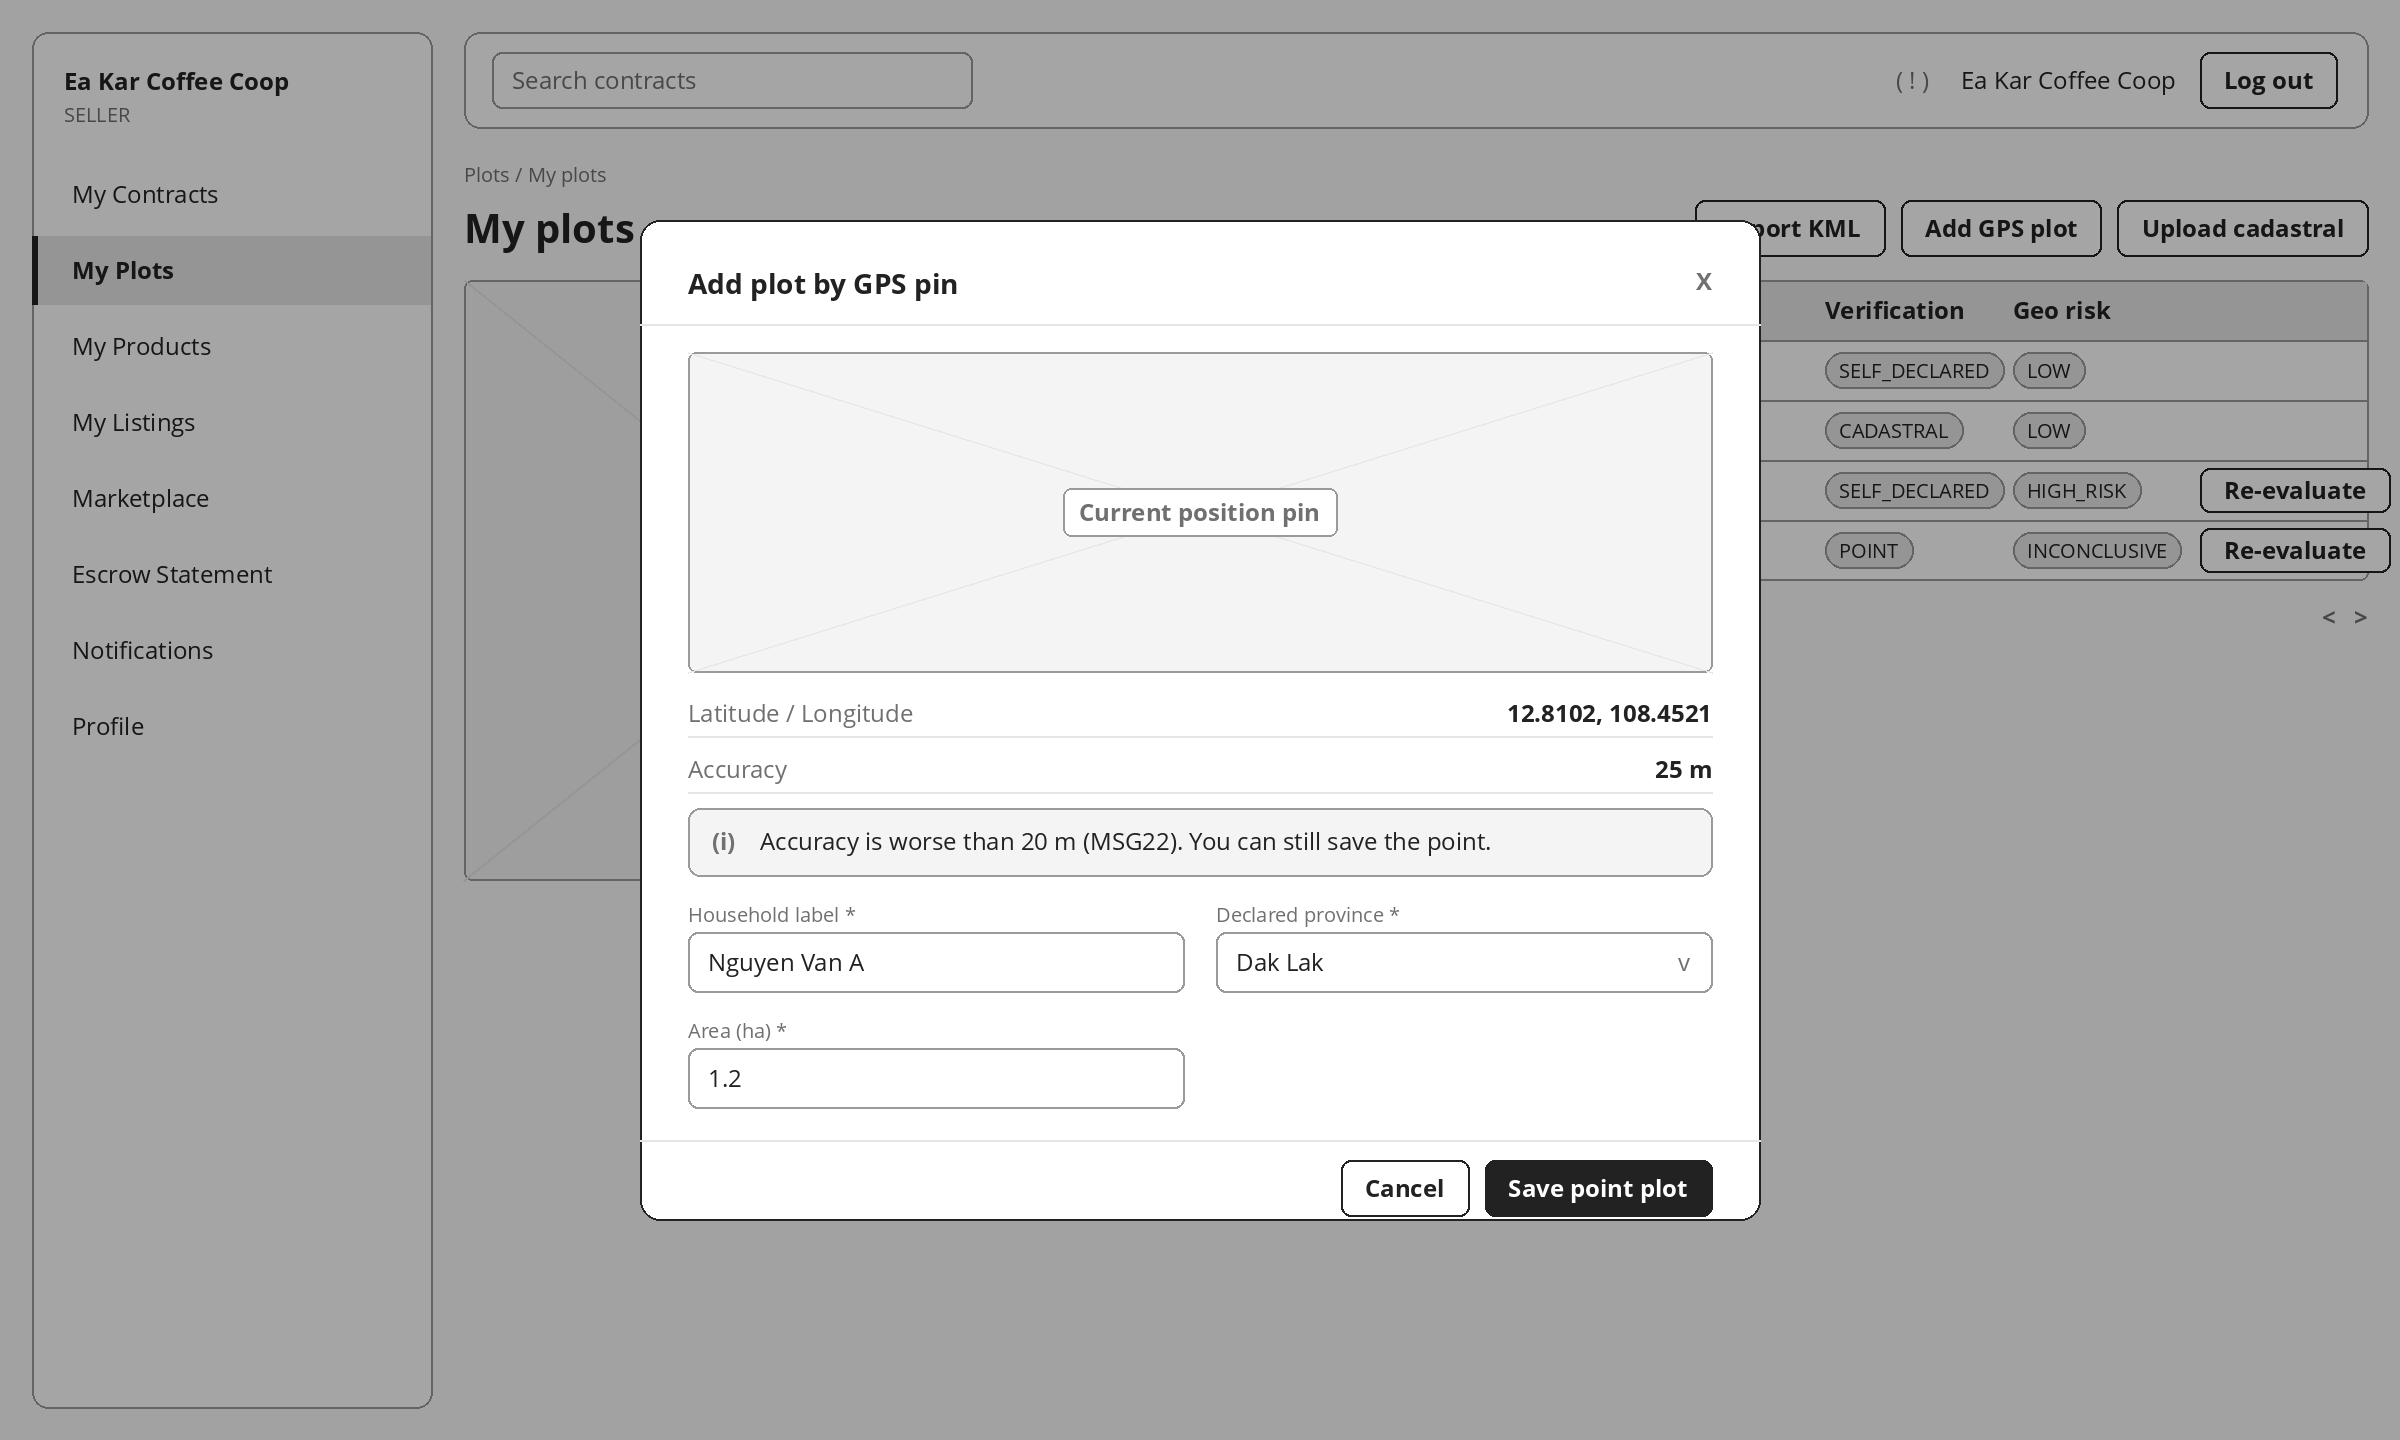 Ea Kar Coffee Coop
SELLER
My Contracts
My Plots
My Products
My Listings
Marketplace
Escrow Statement
Notifications
Profile
Search contracts
( ! )
Ea Kar Coffee Coop
Log out
Plots / My plots
My plots
port KML
Add GPS plot
Upload cadastral
Verification
Geo risk
SELF_DECLARED
LOW
CADASTRAL
LOW
SELF_DECLARED
HIGH_RISK
Re-evaluate
POINT
INCONCLUSIVE
Re-evaluate
< >
Add plot by GPS pin
X
Current position pin
Latitude / Longitude
12.8102, 108.4521
Accuracy
25 m
(i) Accuracy is worse than 20 m (MSG22). You can still save the point.
Household label *
Declared province *
Nguyen Van A
Dak Lak
v
Area (ha) *
1.2
Cancel
Save point plot